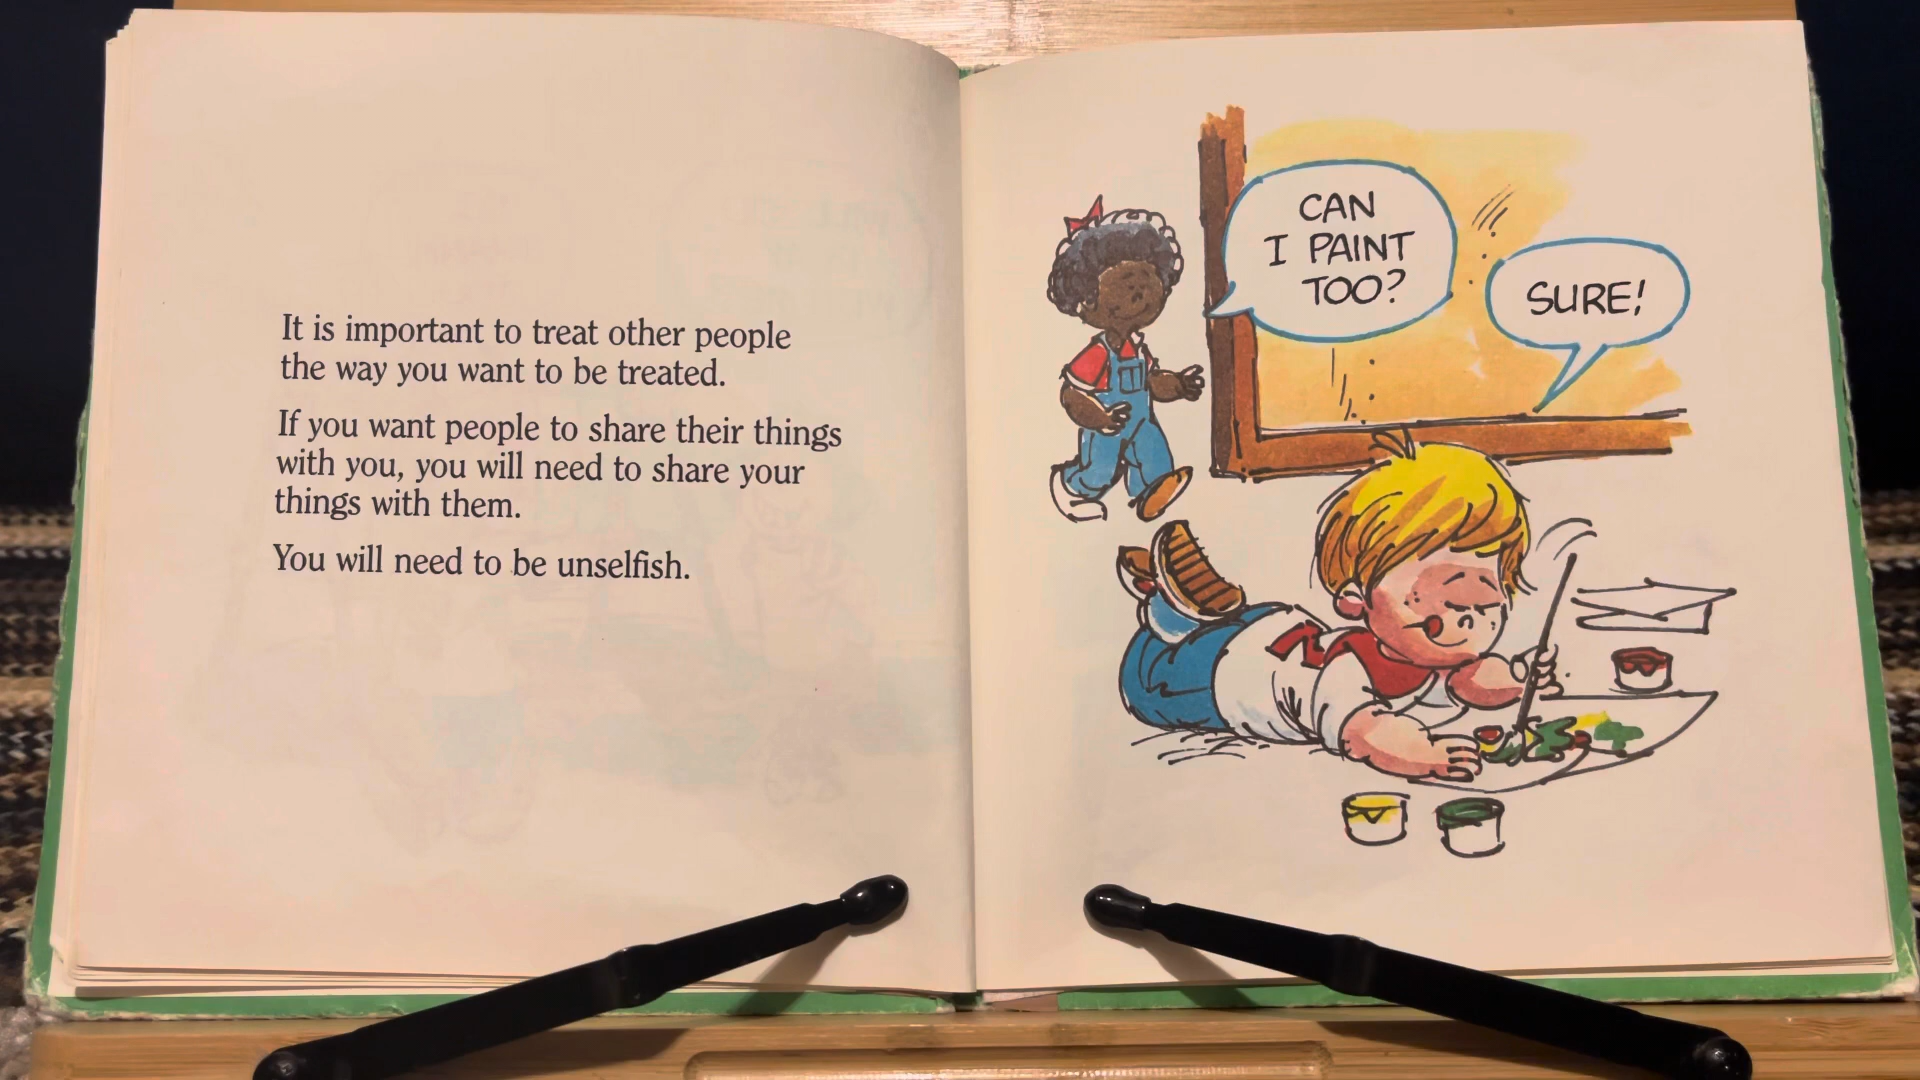 It is important to treat other people
the way you want to be treated.
If you want people to share their things
with you, you will need to share your
things with them.
You will need to be unselfish.
CAN
I PAINT
TOO?
SURE!